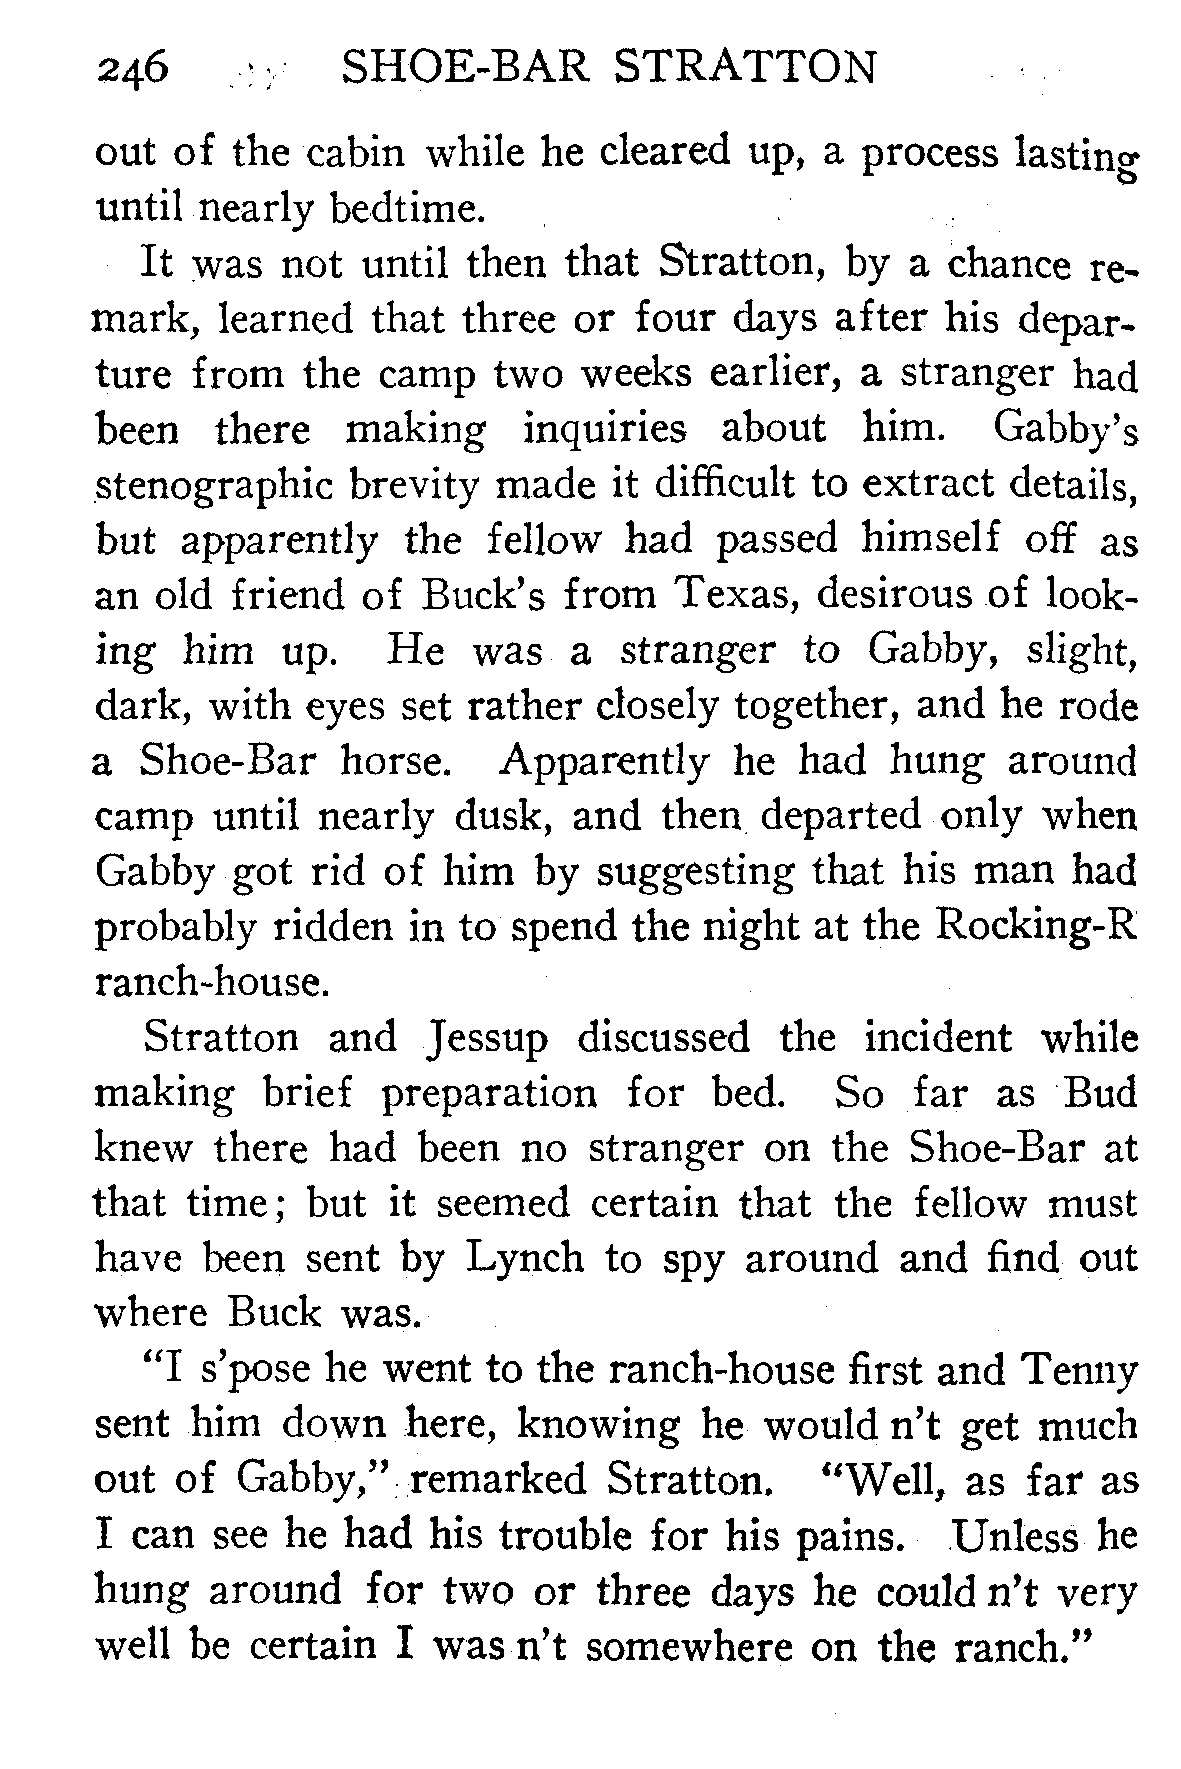 246 SHOE-BAR STRATTON
out of the cabin while he cleared up, a process lasting
until nearly bedtime.
It was not until then that Stratton, by a chance re-
mark, learned that three or four days after his depar-
ture from the camp two weeks earlier, a stranger had
been there making inquiries about him. Gabby's
stenographic brevity made it difficult to extract details,
but apparently the fellow had passed himself off as
an old friend of Buck's from Texas, desirous of look-
ing him up. He was a stranger to Gabby, slight,
dark, with eyes set rather closely together, and he rode
a Shoe-Bar horse. Apparently he had hung around
camp until nearly dusk, and then departed only when
Gabby got rid of him by suggesting that his man had
probably ridden in to spend the night at the Rocking-R
ranch-house.
Stratton and Jessup discussed the incident while
making brief preparation for bed. So far as Bud
knew there had been no stranger on the Shoe-Bar at
that time; but it seemed certain that the fellow must
have been sent by Lynch to spy around and find out
where Buck was.
"I s'pose he went to the ranch-house first and Tenny
sent him down here, knowing he would n't get much
out of Gabby," remarked Stratton. "Well, as far as
I can see he had his trouble for his pains. Unless he
hung around for two or three days he could n't very
well be certain I was n't somewhere on the ranch."